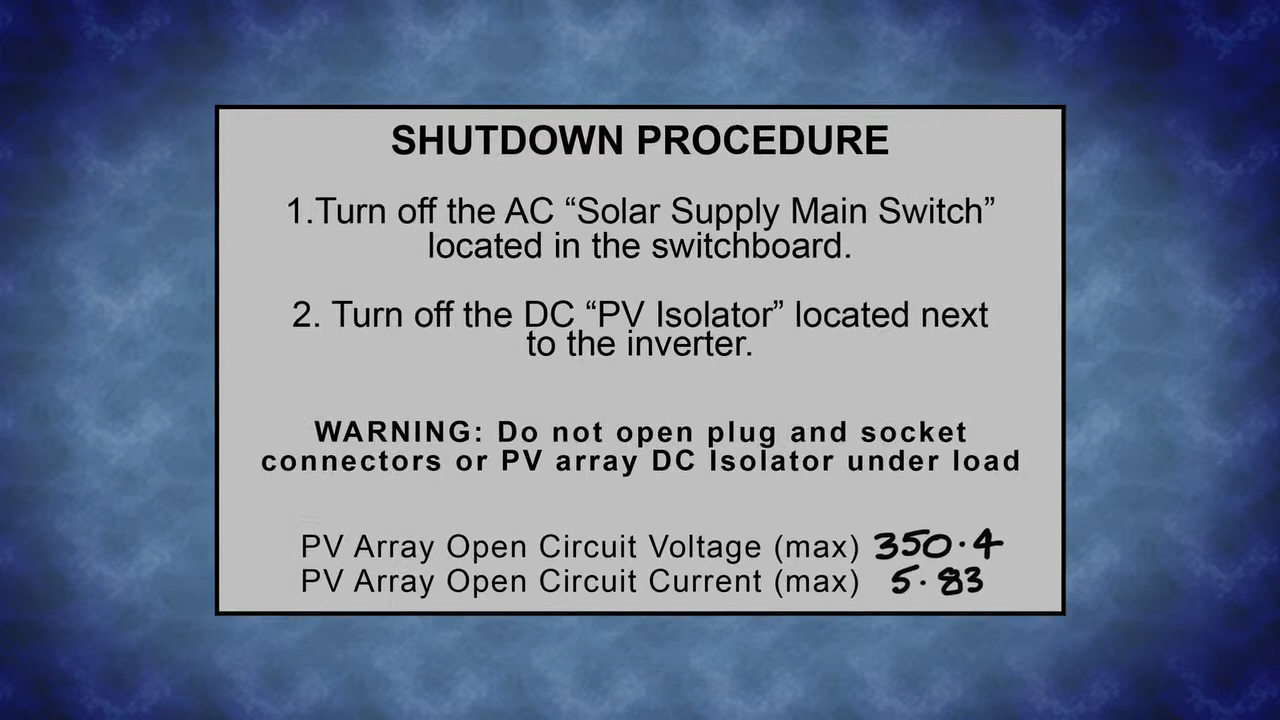 SHUTDOWN PROCEDURE
1.Turn off the AC “Solar Supply Main Switch”
located in the switchboard.
2. Turn off the DC “PV Isolator” located next
to the inverter.
WARNING: Do not open plug and socket
connectors or PV array DC Isolator under load
PV Array Open Circuit Voltage (max) 350.4
PV Array Open Circuit Current (max) 5.83